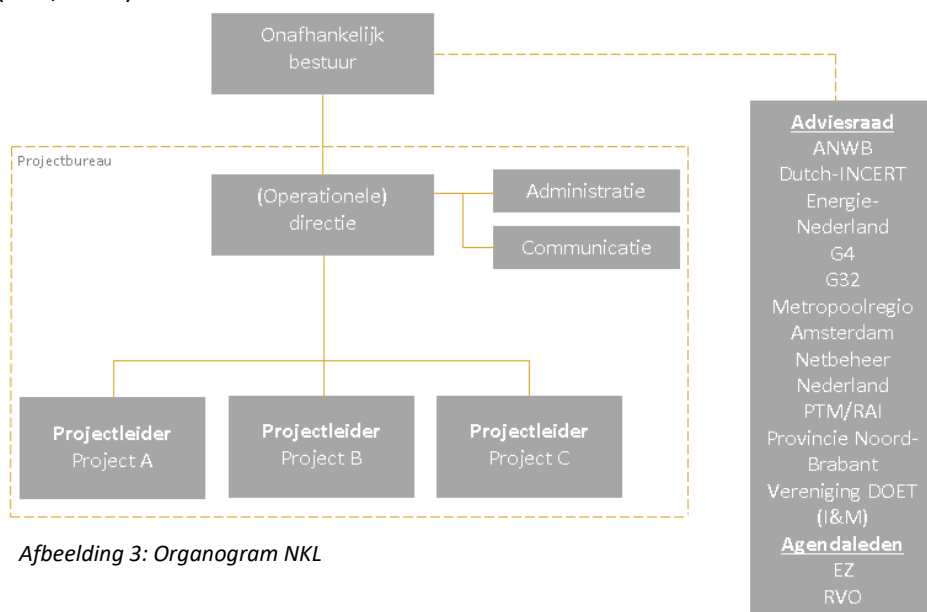 Onafhankelijk
bestuur
Projectbureau
(Operationele)
directie
Administratie
Communicatie
Projectleider
Project A
Projectleider
Project B
Projectleider
Project C
Adviesraad
ANWB
Dutch-INCERT
Energie-
Nederland
G4
G32
Metropoolregio
Amsterdam
Netbeheer
Nederland
PTM/RAI
Provincie Noord-
Brabant
Vereniging DOET
(I&M)
Agendaleden
EZ
RVO
Afbeelding 3: Organogram NKL